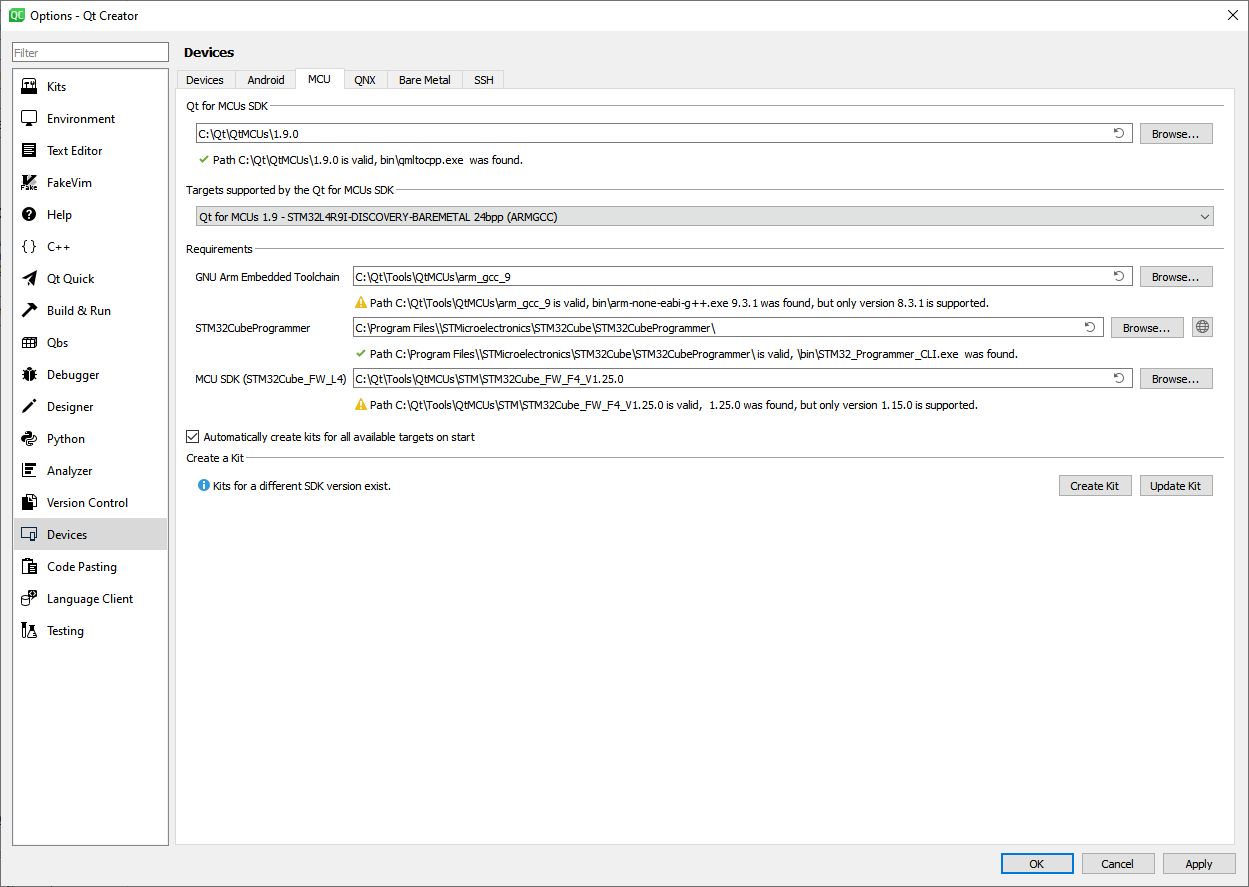 Options - Qt Creator
Filter
Kits
Environment
Text Editor
FakeVim
Help
C++
Qt Quick
Build & Run
Qbs
Debugger
Designer
Python
Analyzer
Version Control
Devices
Code Pasting
Language Client
Testing
Devices
Devices Android MCU QNX Bare Metal SSH
Qt for MCUs SDK
C:\Qt\QtMCUs\1.9.0 Browse...
Path C:\Qt\QtMCUs\1.9.0 is valid, bin\qmltocpp.exe was found.
Targets supported by the Qt for MCUs SDK
Qt for MCUs 1.9 - STM32L4R9I-DISCOVERY-BAREMETAL 24bpp (ARMGCC)
Requirements
GNU Arm Embedded Toolchain C:\Qt\Tools\QtMCUs\arm_gcc_9 Browse...
Path C:\Qt\Tools\QtMCUs\arm_gcc_9 is valid, bin\arm-none-eabi-g++.exe 9.3.1 was found, but only version 8.3.1 is supported.
STM32CubeProgrammer C:\Program Files\\STMicroelectronics\STM32Cube\STM32CubeProgrammer\ Browse...
Path C:\Program Files\\STMicroelectronics\STM32Cube\STM32CubeProgrammer\ is valid, \bin\STM32_Programmer_CLI.exe was found.
MCU SDK (STM32Cube_FW_L4) C:\Qt\Tools\QtMCUs\STM\STM32Cube_FW_F4_V1.25.0 Browse...
Path C:\Qt\Tools\QtMCUs\STM\STM32Cube_FW_F4_V1.25.0 is valid, 1.25.0 was found, but only version 1.15.0 is supported.
Automatically create kits for all available targets on start
Create a Kit
Kits for a different SDK version exist. Create Kit Update Kit
OK Cancel Apply